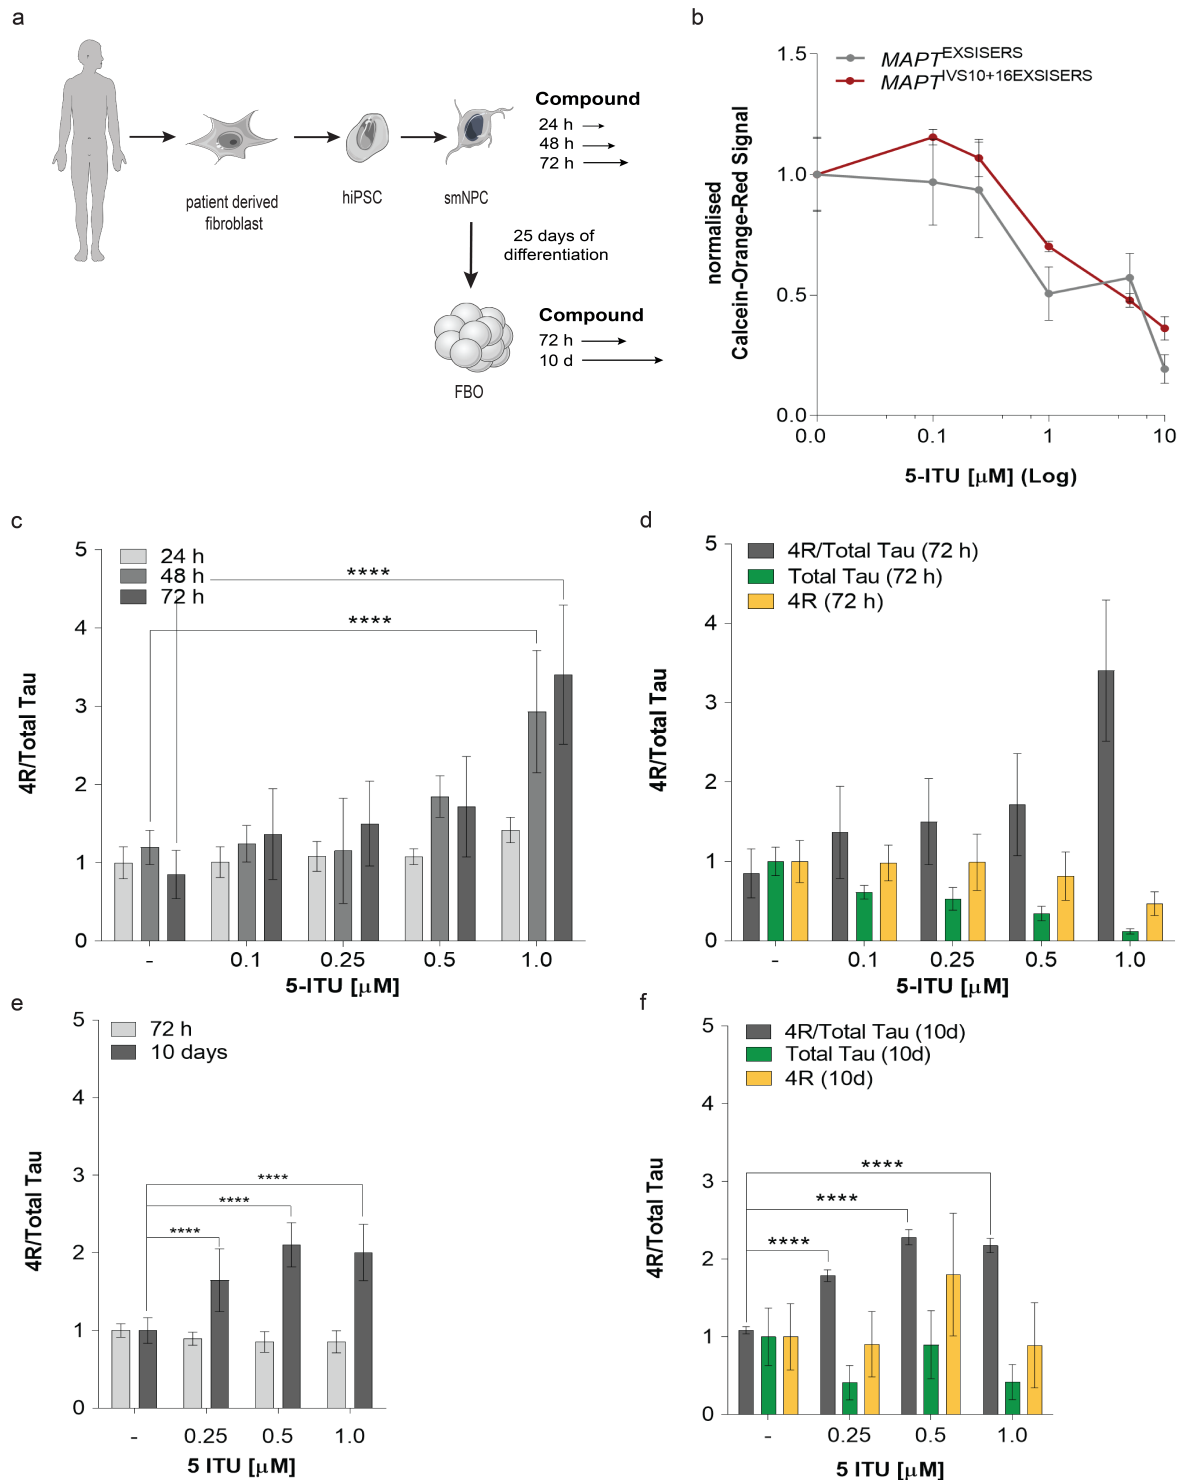 a
patient derived
fibroblast
hiPSC
smNPC
Compound
24 h
48 h
72 h
25 days of
differentiation
FBO
Compound
72 h
10 d
b
MAPT^EXSISERS
MAPT^IVS10+16EXSISERS
normalised
Calcein-Orange-Red Signal
1.5
1.0
0.5
0.0
0.0 0.1 1 10
5-ITU [µM] (Log)
c
24 h
48 h
72 h
****
****
4R/Total Tau
5
4
3
2
1
0
- 0.1 0.25 0.5 1.0
5-ITU [µM]
d
4R/Total Tau (72 h)
Total Tau (72 h)
4R (72 h)
4R/Total Tau
5
4
3
2
1
0
- 0.1 0.25 0.5 1.0
5-ITU [µM]
e
72 h
10 days
****
****
****
4R/Total Tau
5
4
3
2
1
0
- 0.25 0.5 1.0
5 ITU [µM]
f
4R/Total Tau (10d)
Total Tau (10d)
4R (10d)
****
****
****
4R/Total Tau
5
4
3
2
1
0
- 0.25 0.5 1.0
5 ITU [µM]